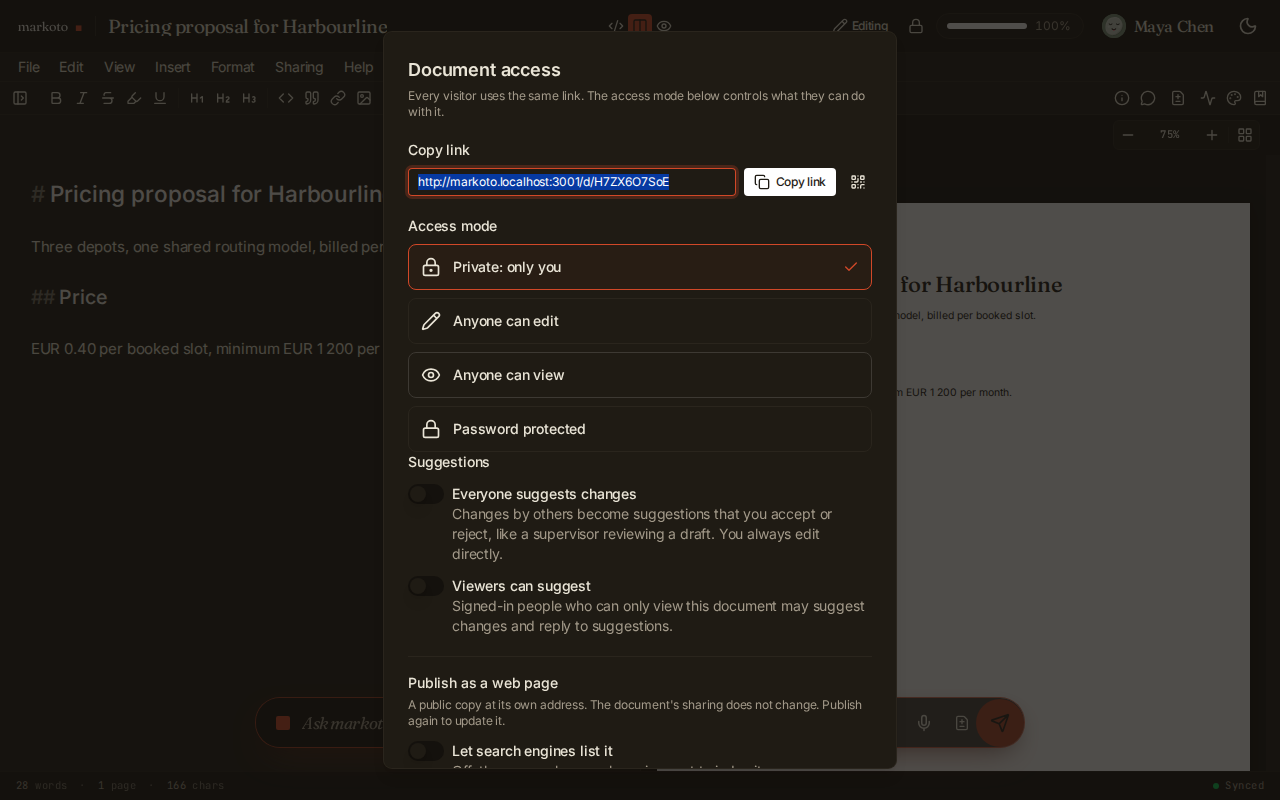 markoto
Pricing proposal for Harbourline
Editing
100%
Maya Chen
File Edit View Insert Format Sharing Help
H1 H2 H3
75%
# Pricing proposal for Harbourlin
Three depots, one shared routing model, billed per
## Price
EUR 0.40 per booked slot, minimum EUR 1 200 per
Document access
Every visitor uses the same link. The access mode below controls what they can do
with it.
Copy link
http://markoto.localhost:3001/d/H7ZX6O7SoE
Copy link
Access mode
Private: only you
Anyone can edit
Anyone can view
Password protected
Suggestions
Everyone suggests changes
Changes by others become suggestions that you accept or
reject, like a supervisor reviewing a draft. You always edit
directly.
Viewers can suggest
Signed-in people who can only view this document may suggest
changes and reply to suggestions.
Publish as a web page
A public copy at its own address. The document's sharing does not change. Publish
again to update it.
Let search engines list it
for Harbourline
odel, billed per booked slot.
EUR 1 200 per month.
Ask markot
28 words · 1 page · 166 chars
Synced